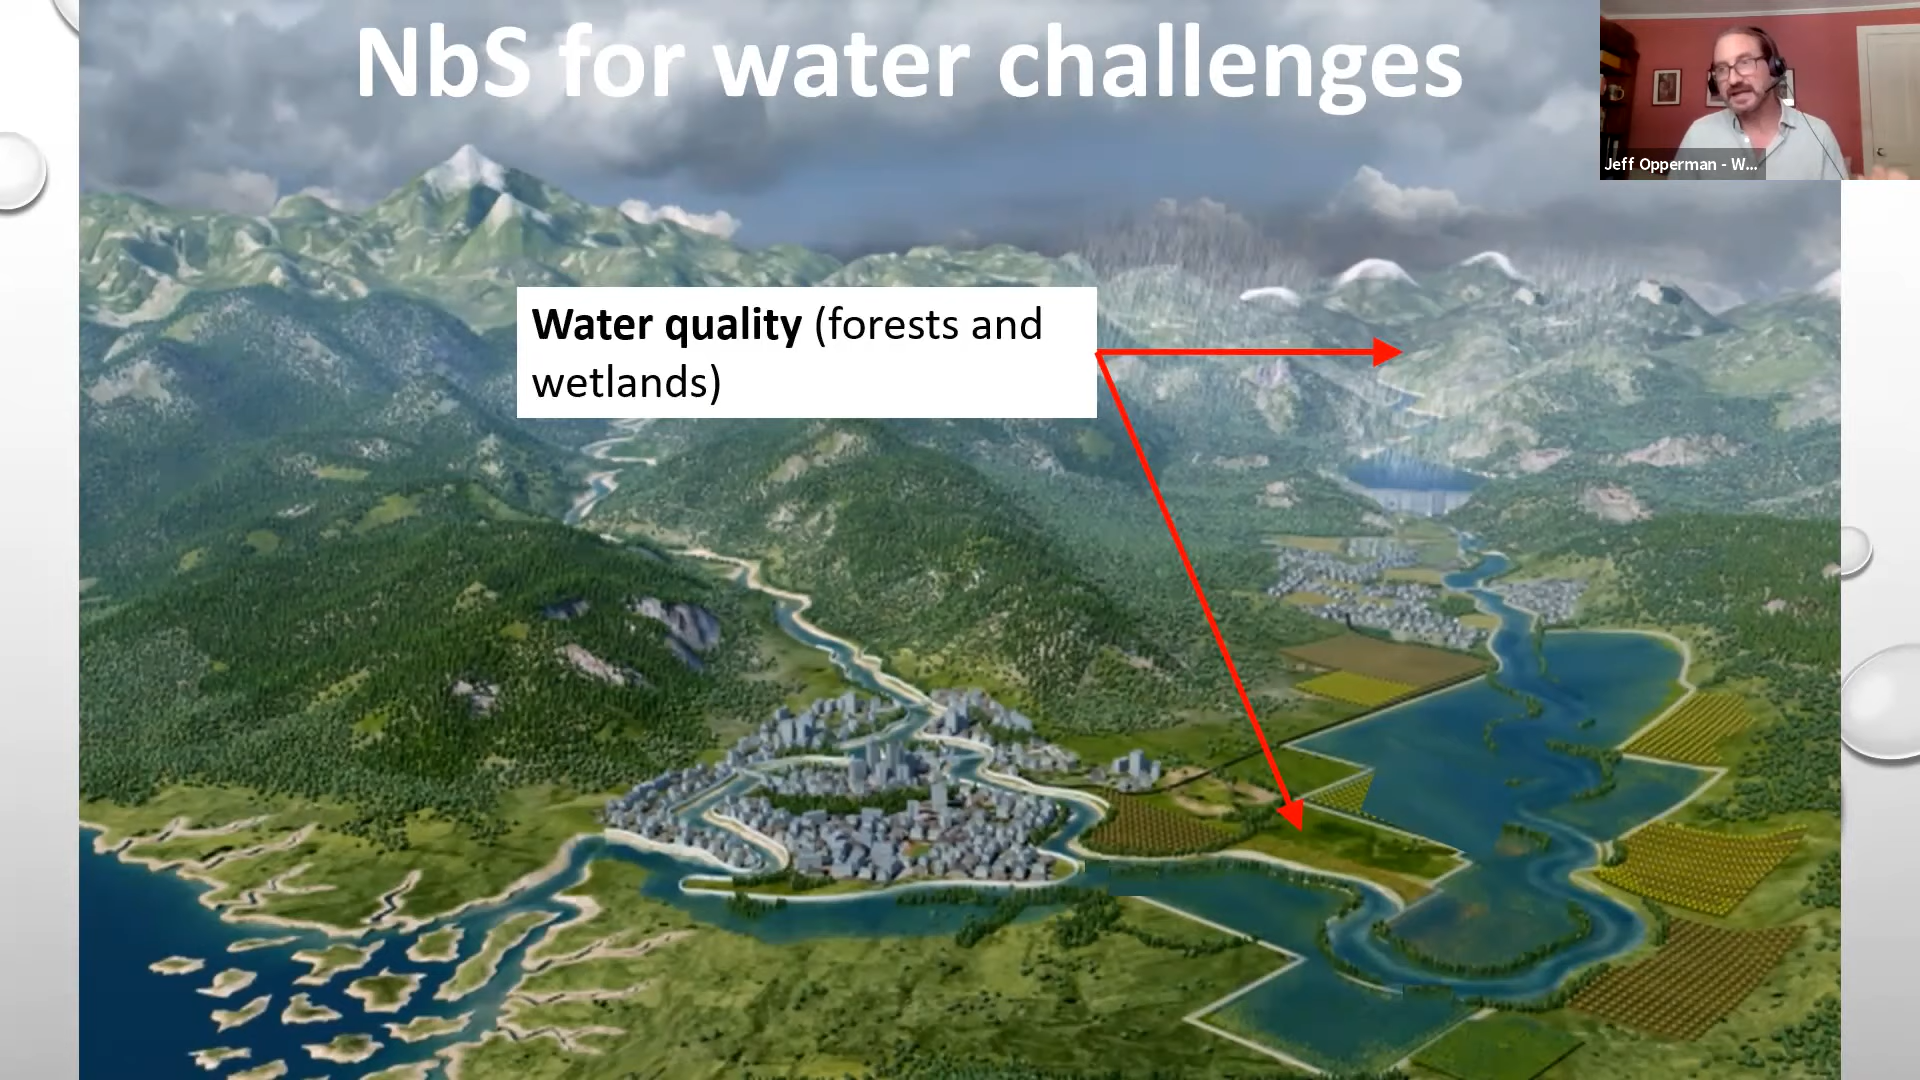 NbS for water challenges
Jeff Opperman - W...
Water quality (forests and
wetlands)